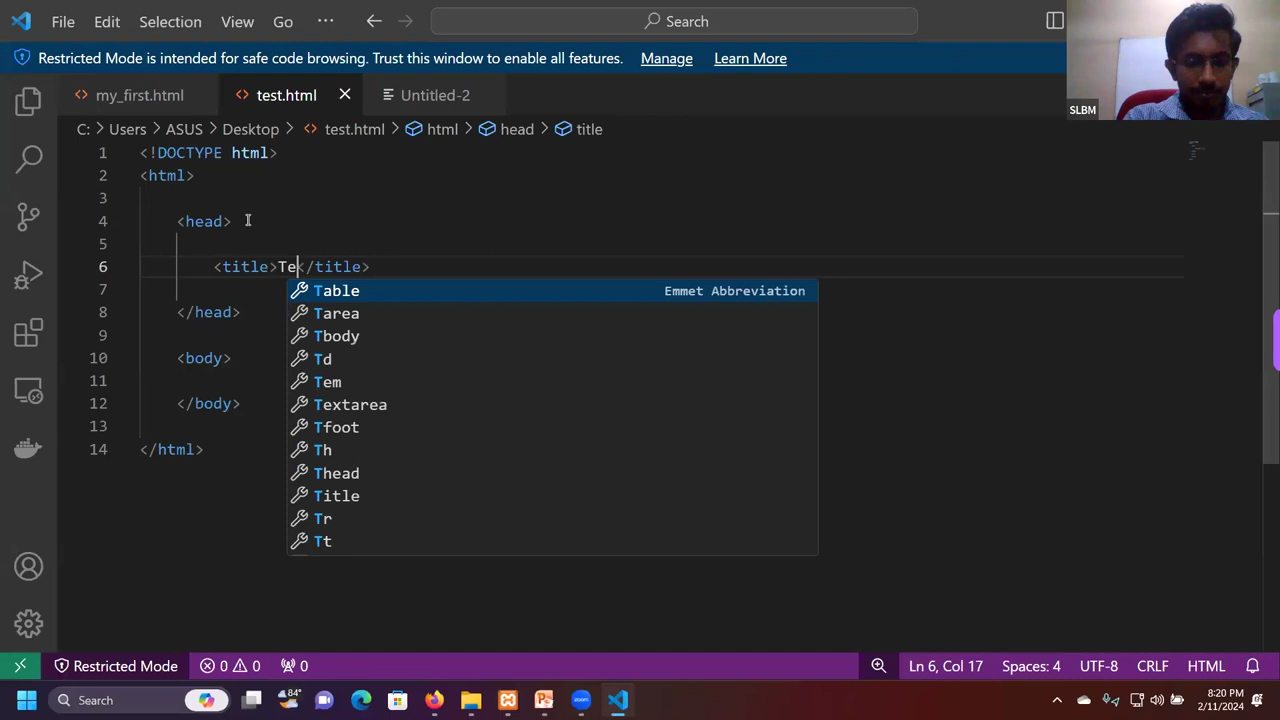 File Edit Selection View Go ··· Search
Restricted Mode is intended for safe code browsing. Trust this window to enable all features. Manage Learn More
my_first.html test.html Untitled-2
SLBM
C: > Users > ASUS > Desktop > test.html > html > head > title
1 <!DOCTYPE html>
2 <html>
3
4 <head>
5
6 <title>Te</title>
7
8 </head>
9
10 <body>
11
12 </body>
13
14 </html>
Table Emmet Abbreviation
Tarea
Tbody
Td
Tem
Textarea
Tfoot
Th
Thead
Title
Tr
Tt
Restricted Mode 0 0 0 Ln 6, Col 17 Spaces: 4 UTF-8 CRLF HTML
Search 84° 8:20 PM
2/11/2024